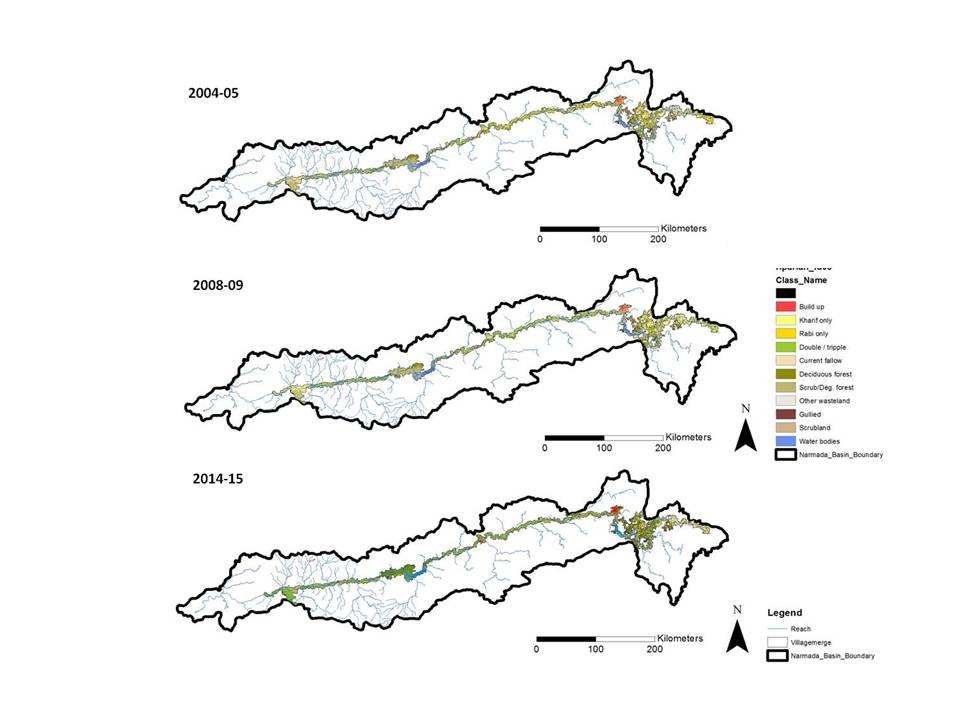 2004-05
Kilometers
0 100 200
2008-09
Class_Name
Build up
Kharif only
Rabi only
Double / tripple
Current fallow
Deciduous forest
Scrub/Deg. forest
Other wasteland
Gullied
Scrubland
Water bodies
Narmada_Basin_Boundary
N
Kilometers
0 100 200
2014-15
N
Kilometers
0 100 200
Legend
Reach
Villagemerge
Narmada_Basin_Boundary